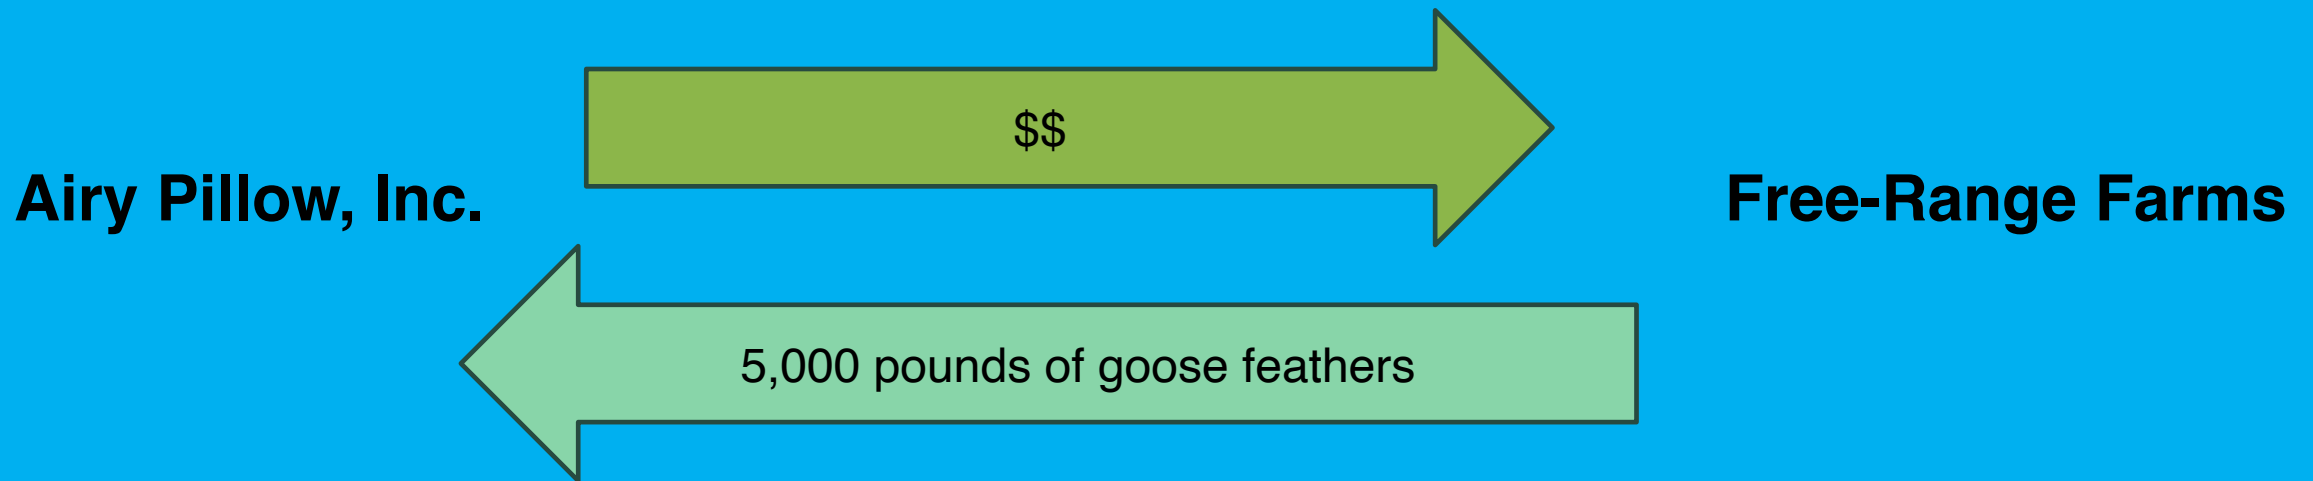 $$
Airy Pillow, Inc.
Free-Range Farms
5,000 pounds of goose feathers